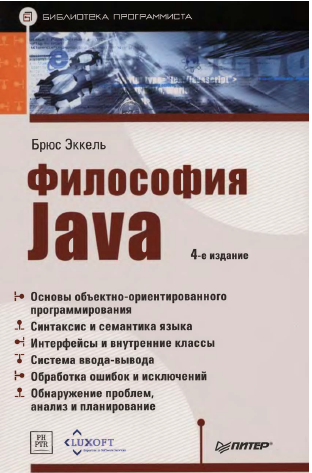 БИБЛИОТЕКА ПРОГРАММИСТА
Брюс Эккель
Философия
Java
4-е издание
Основы объектно-ориентированного
программирования
Синтаксис и семантика языка
Интерфейсы и внутренние классы
Система ввода-вывода
Обработка ошибок и исключений
Обнаружение проблем,
анализ и планирование
PH
PTR
LUXOFT
ПИТЕР